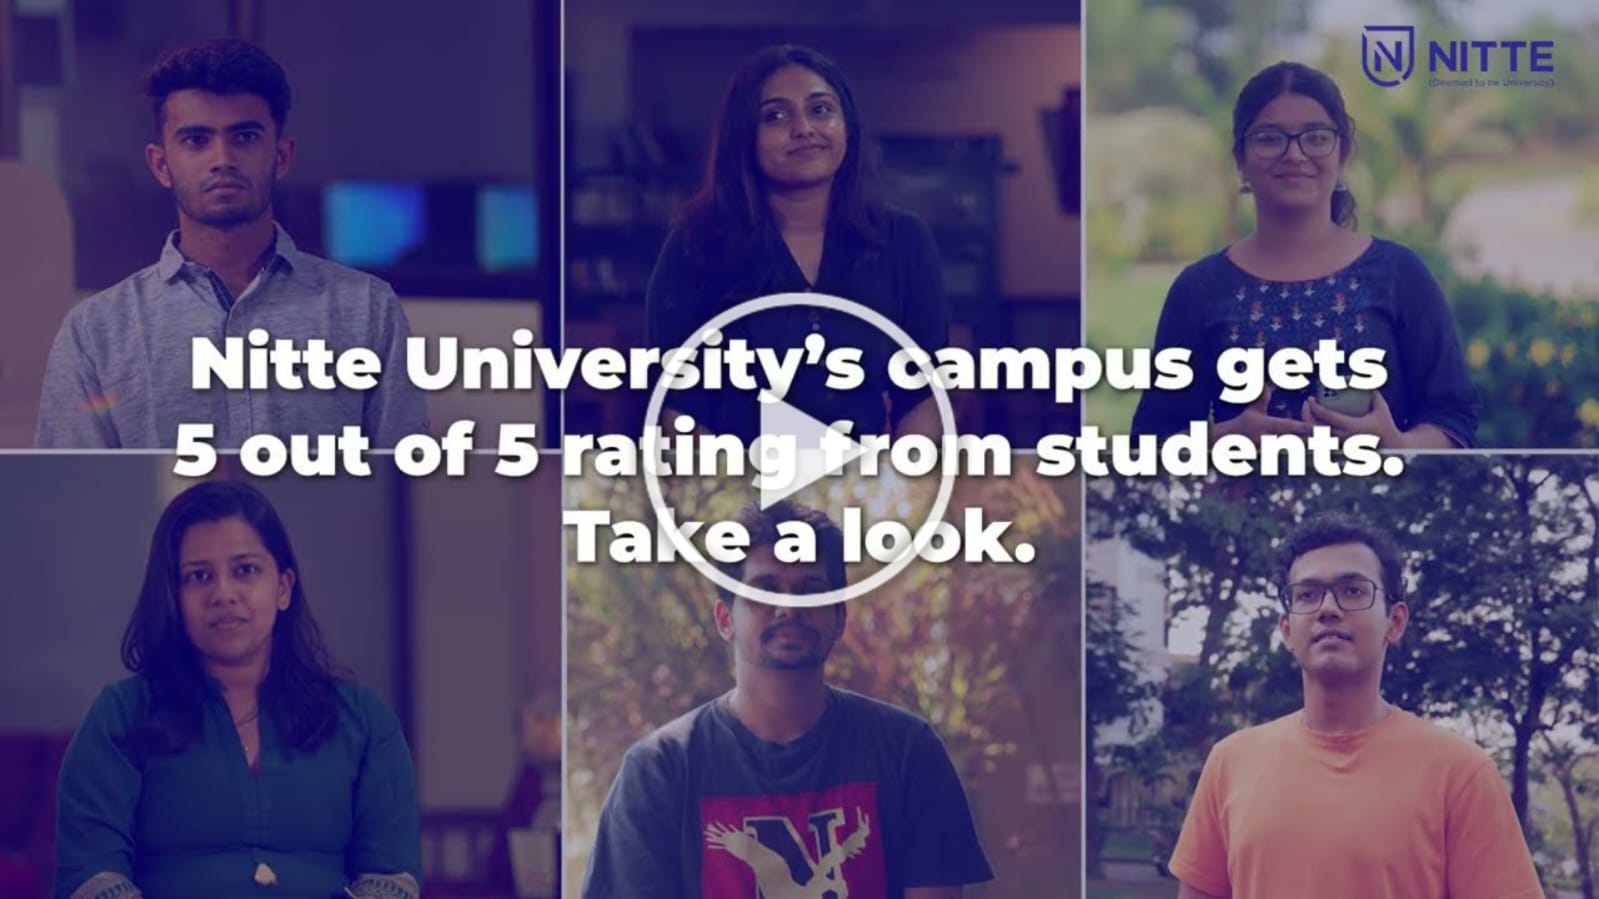 NITTE
(Deemed to be University)
Nitte University's campus gets
5 out of 5 rating from students.
Take a look.
N